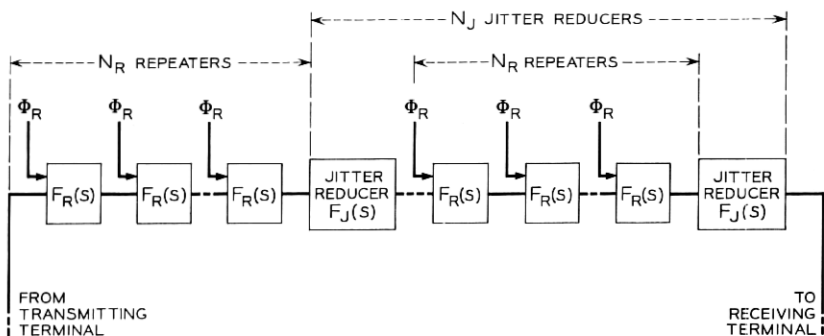 N_J JITTER REDUCERS
N_R REPEATERS
N_R REPEATERS
Φ_R
Φ_R
Φ_R
Φ_R
Φ_R
Φ_R
F_R(S)
F_R(S)
F_R(S)
JITTER
REDUCER
F_J(S)
F_R(S)
F_R(S)
F_R(S)
JITTER
REDUCER
F_J(S)
FROM
TRANSMITTING
TERMINAL
TO
RECEIVING
TERMINAL